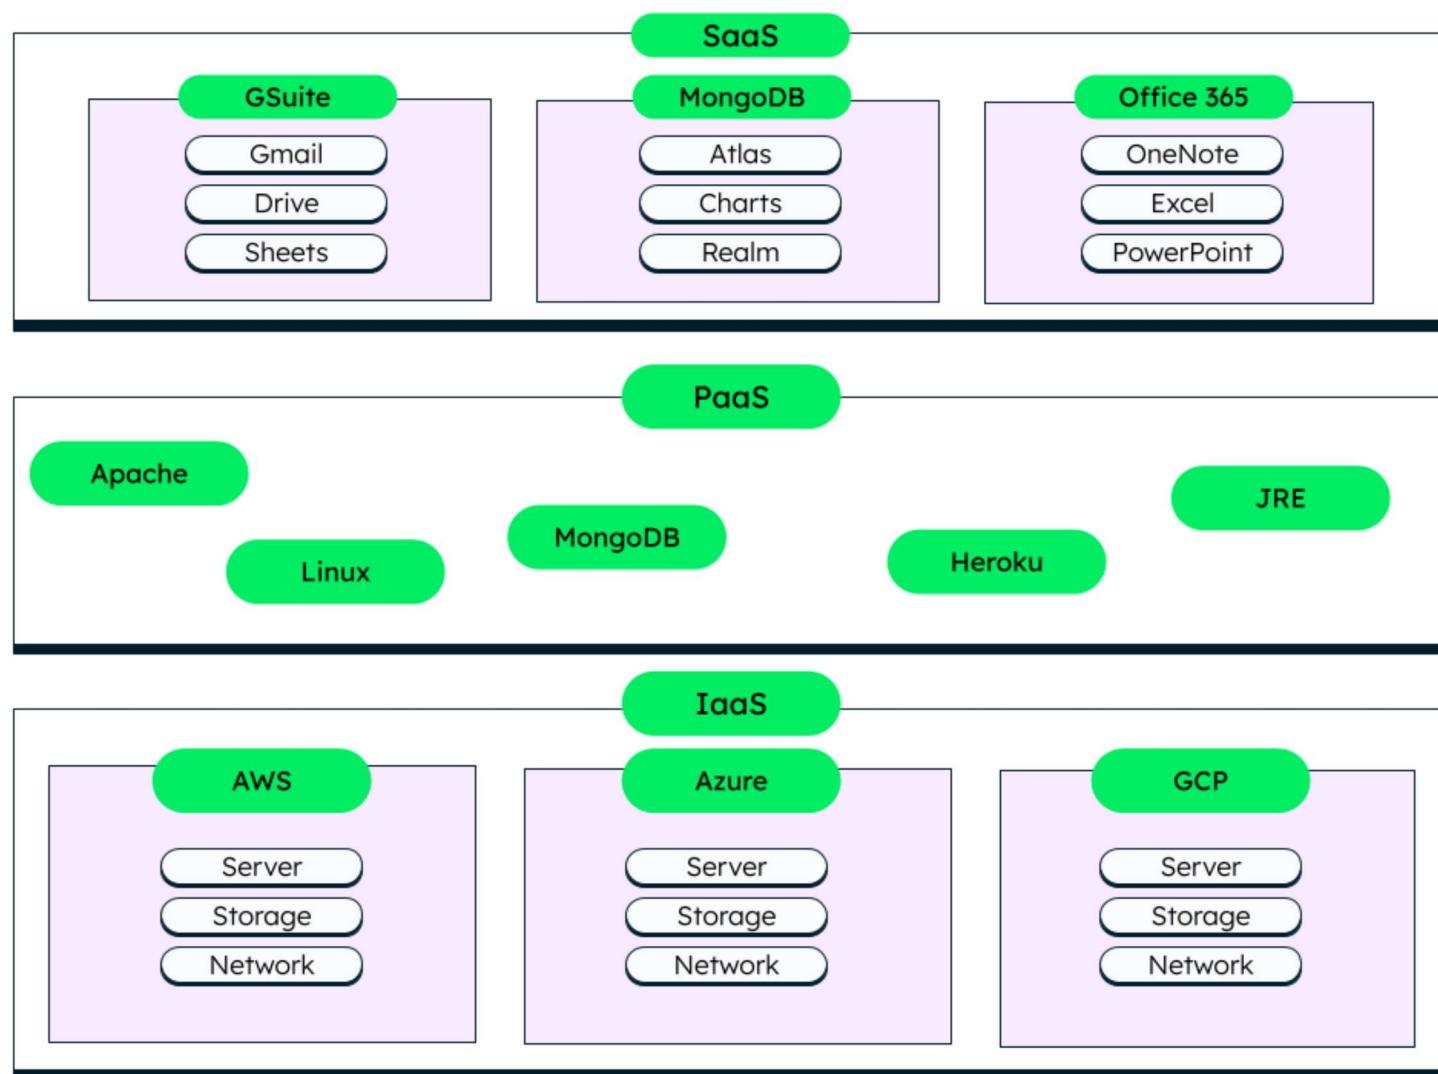 SaaS
GSuite
Gmail
Drive
Sheets
MongoDB
Atlas
Charts
Realm
Office 365
OneNote
Excel
PowerPoint
PaaS
Apache
Linux
MongoDB
Heroku
JRE
IaaS
AWS
Server
Storage
Network
Azure
Server
Storage
Network
GCP
Server
Storage
Network